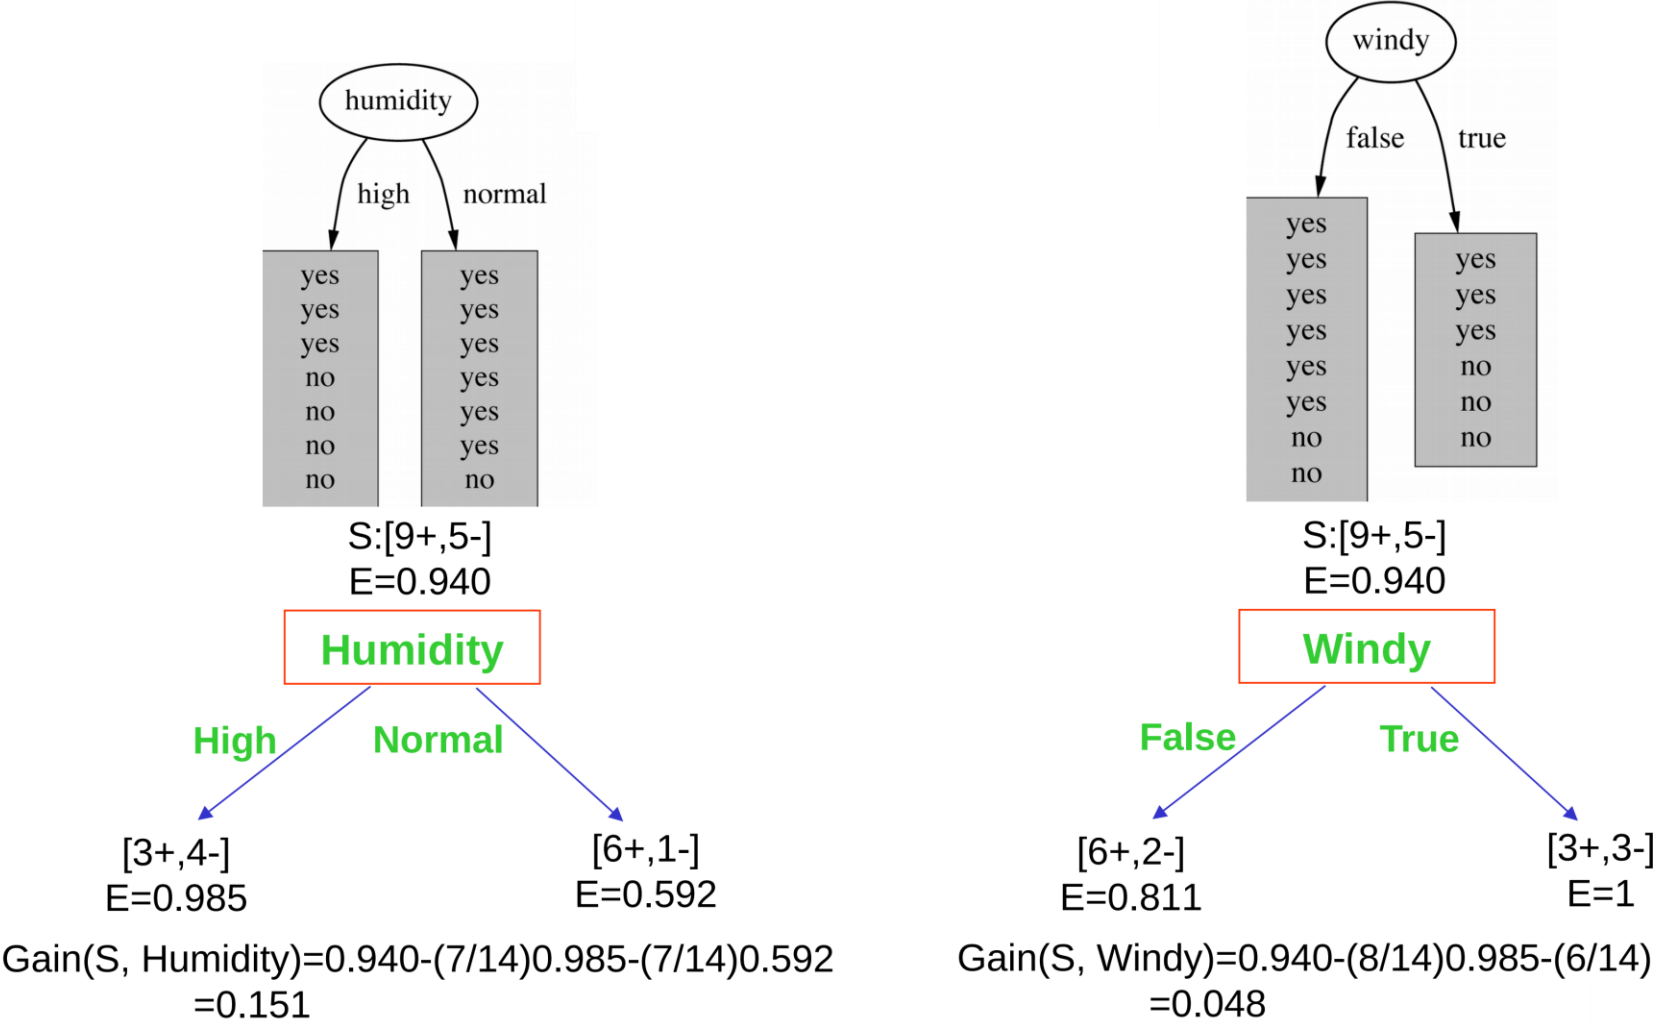 humidity
high normal
yes yes
yes yes
yes yes
no yes
no yes
no yes
no no
S:[9+,5-]
E=0.940
Humidity
High Normal
[3+,4-] [6+,1-]
E=0.985 E=0.592
Gain(S, Humidity)=0.940-(7/14)0.985-(7/14)0.592
=0.151
windy
false true
yes
yes yes
yes yes
yes yes
yes no
yes no
no no
no
S:[9+,5-]
E=0.940
Windy
False True
[6+,2-] [3+,3-]
E=0.811 E=1
Gain(S, Windy)=0.940-(8/14)0.985-(6/14)
=0.048